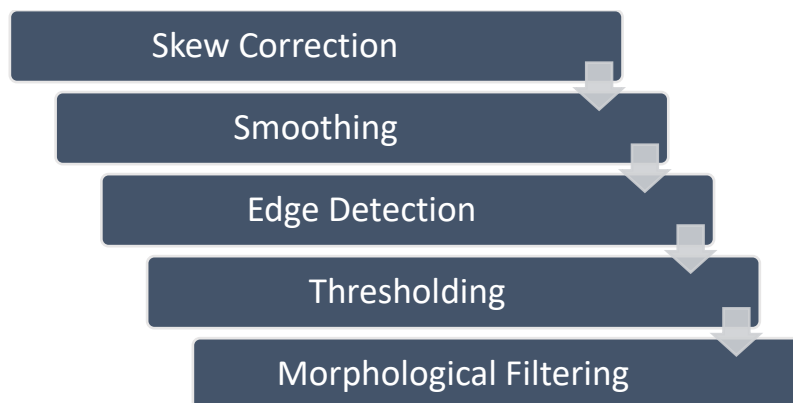 Skew Correction
Smoothing
Edge Detection
Thresholding
Morphological Filtering